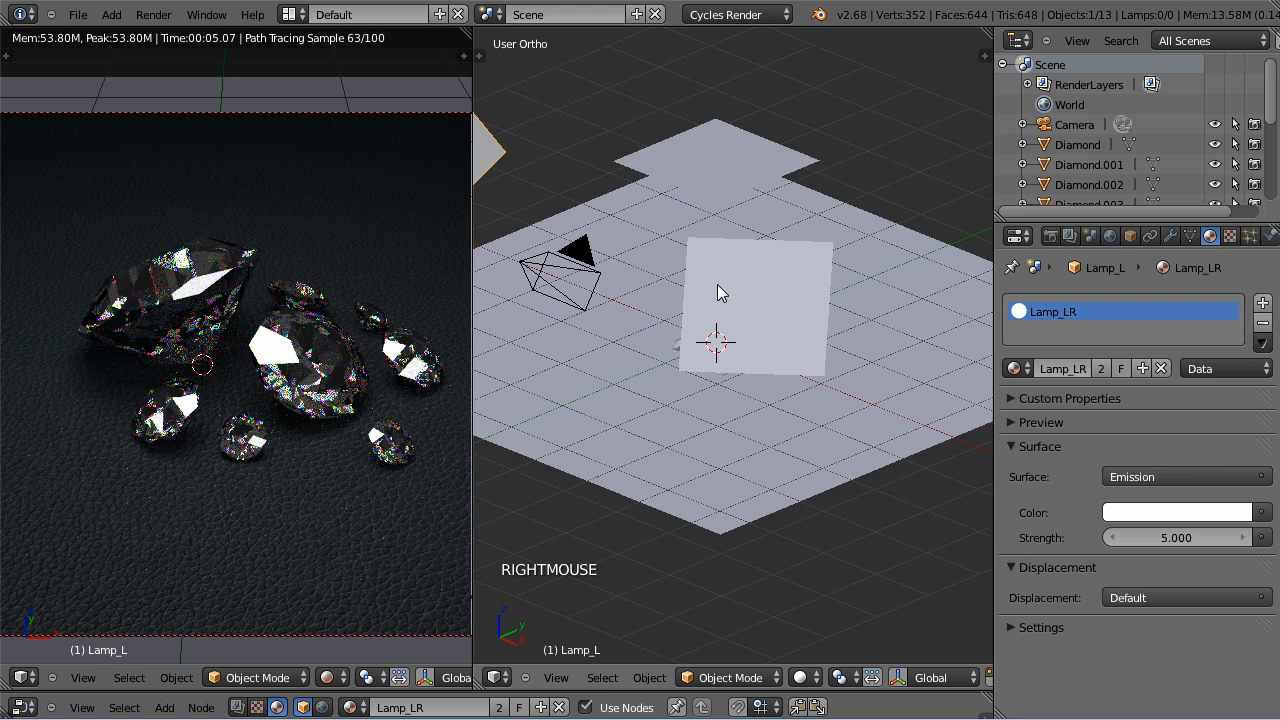 File Add Render Window Help Default Scene Cycles Render v2.68 | Verts:352 | Faces:644 | Tris:648 | Objects:1/13 | Lamps:0/0 | Mem:13.58M (0.14
Mem:53.80M, Peak:53.80M | Time:00:05.07 | Path Tracing Sample 63/100
User Ortho
View Search All Scenes
Scene
RenderLayers
World
Camera
Diamond
Diamond.001
Diamond.002
Diamond.003
Lamp_L Lamp_LR
Lamp_LR
Lamp_LR 2 F Data
Custom Properties
Preview
Surface
Surface: Emission
Color:
Strength: 5.000
Displacement
Displacement: Default
Settings
RIGHTMOUSE
z y x
z y x
(1) Lamp_L
(1) Lamp_L
View Select Object Object Mode Globa
View Select Object Object Mode Global
View Select Add Node Lamp_LR 2 F Use Nodes